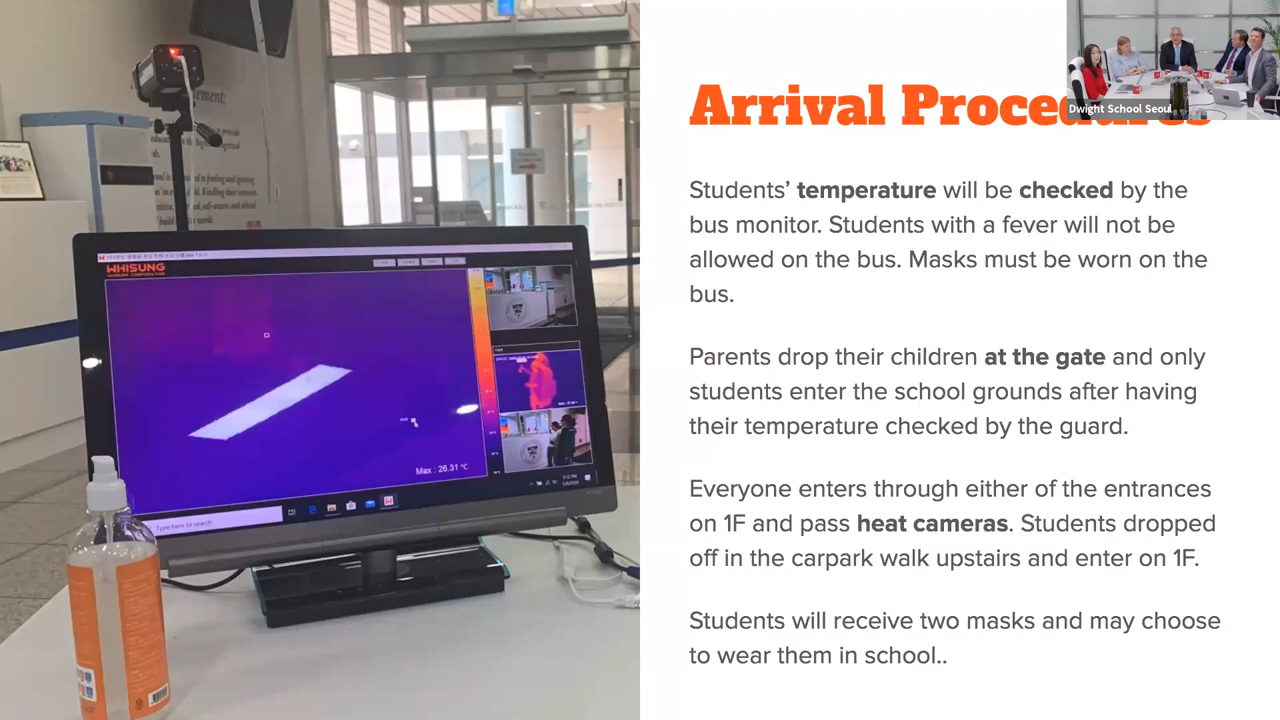 WHISUNG
WHISUNG CORPORATION
Max : 26.31 ℃
Type here to search
Arrival Procedures
Dwight School Seoul
Students’ temperature will be checked by the
bus monitor. Students with a fever will not be
allowed on the bus. Masks must be worn on the
bus.
Parents drop their children at the gate and only
students enter the school grounds after having
their temperature checked by the guard.
Everyone enters through either of the entrances
on 1F and pass heat cameras. Students dropped
off in the carpark walk upstairs and enter on 1F.
Students will receive two masks and may choose
to wear them in school..